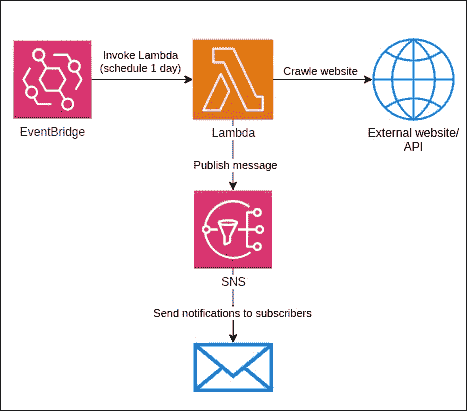 Invoke Lambda
(schedule 1 day)
Crawle website
EventBridge
Lambda
External website/
API
Publish message
SNS
Send notifications to subscribers